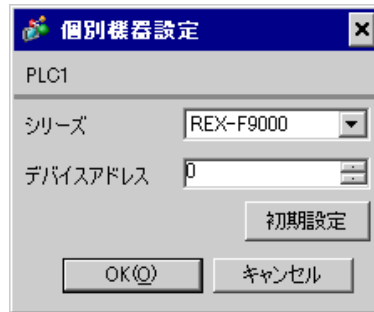 個別機器設定
PLC1
シリーズ REX-F9000
デバイスアドレス 0
初期設定
OK(O) キャンセル